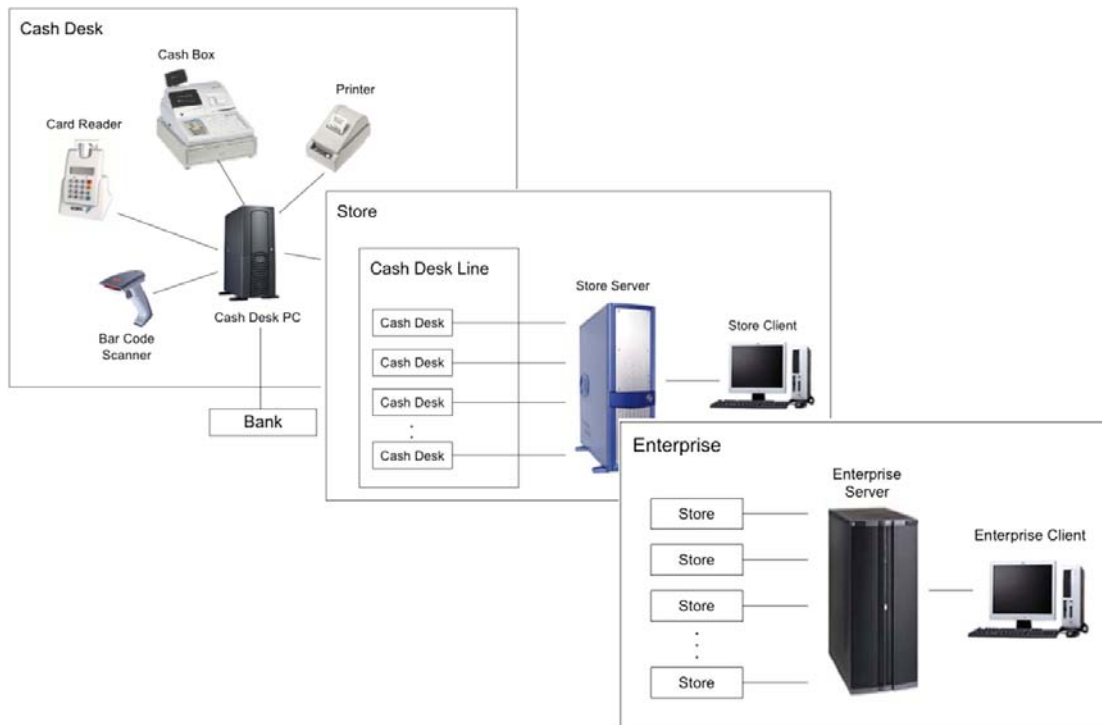 Cash Desk
Cash Box
Printer
Card Reader
Bar Code
Scanner
Cash Desk PC
Bank
Store
Cash Desk Line
Cash Desk
Cash Desk
Cash Desk
Cash Desk
Store Server
Store Client
Enterprise
Store
Store
Store
Store
Enterprise
Server
Enterprise Client